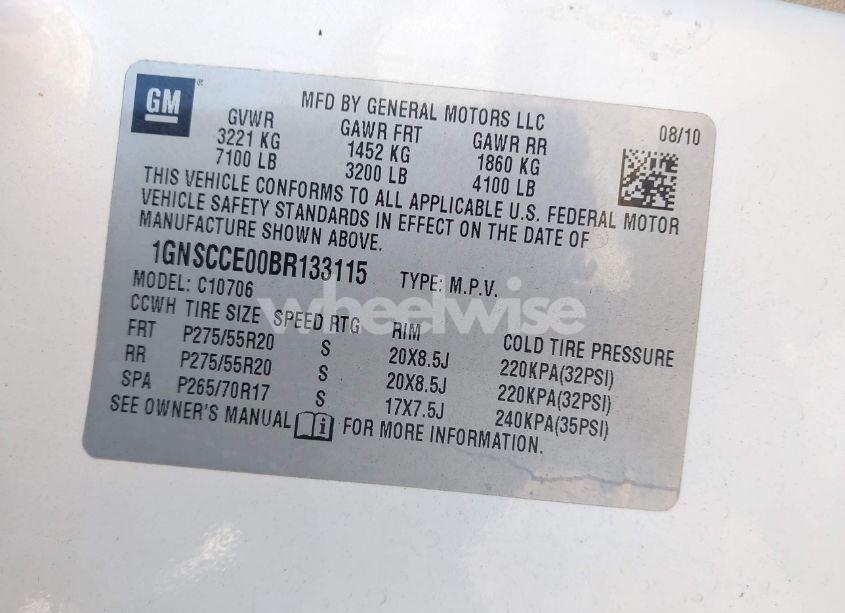 GM®
MFD BY GENERAL MOTORS LLC 08/10
GVWR GAWR FRT GAWR RR
3221 KG 1452 KG 1860 KG
7100 LB 3200 LB 4100 LB
THIS VEHICLE CONFORMS TO ALL APPLICABLE U.S. FEDERAL MOTOR
VEHICLE SAFETY STANDARDS IN EFFECT ON THE DATE OF
MANUFACTURE SHOWN ABOVE.
1GNSCCE00BR133115 TYPE: M.P.V.
MODEL: C10706
wheelwise
CCWH TIRE SIZE SPEED RTG RIM COLD TIRE PRESSURE
FRT P275/55R20 S 20X8.5J 220KPA(32PSI)
RR P275/55R20 S 20X8.5J 220KPA(32PSI)
SPA P265/70R17 S 17X7.5J 240KPA(35PSI)
SEE OWNER'S MANUAL i FOR MORE INFORMATION.